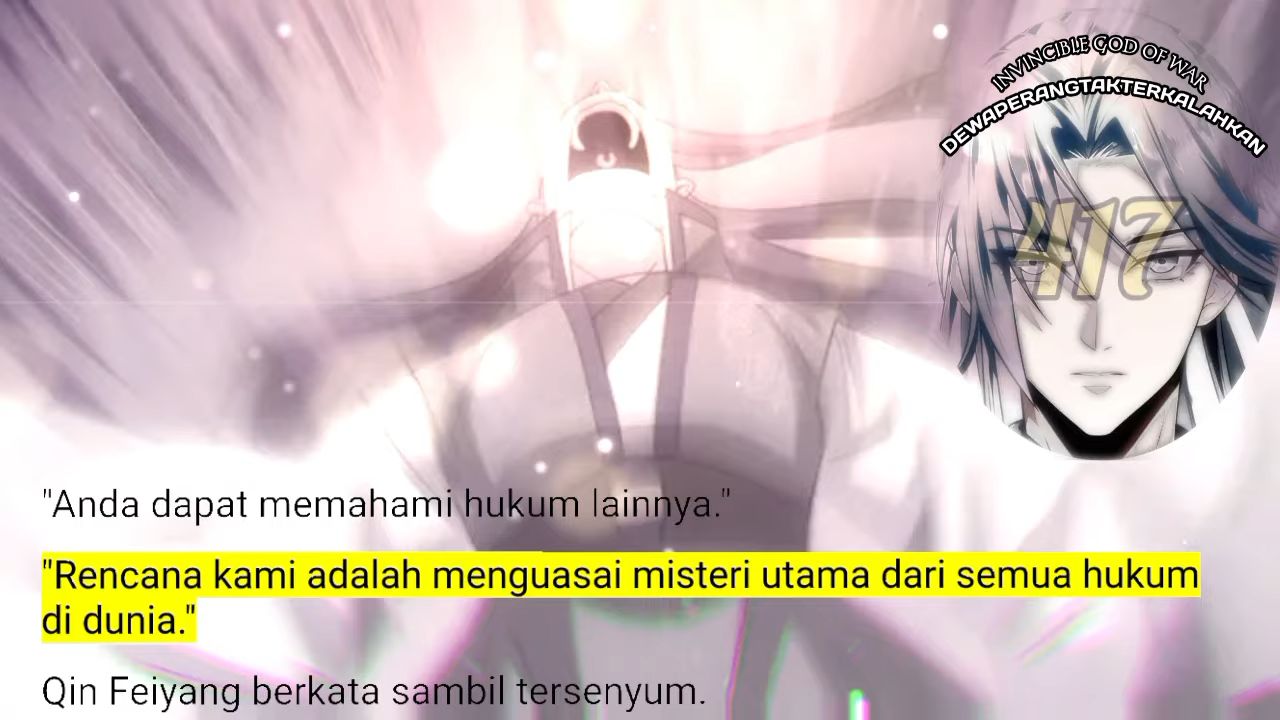 INVINCIBLE GOD OF WAR
DEWAPERANGTAKTERKALAHKAN
417
"Anda dapat memahami hukum lainnya."
"Rencana kami adalah menguasai misteri utama dari semua hukum
di dunia."
Qin Feiyang berkata sambil tersenyum.